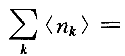 ∑_k ⟨n_k⟩ =